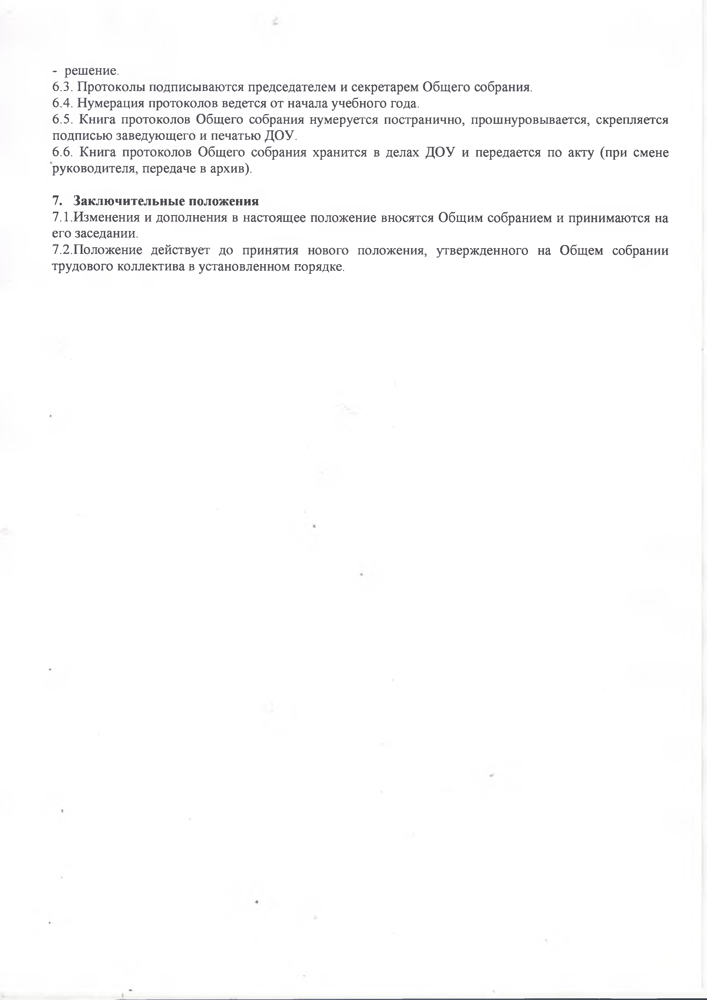 - решение.
6.3. Протоколы подписываются председателем и секретарем Общего собрания.
6.4. Нумерация протоколов ведется от начала учебного года.
6.5. Книга протоколов Общего собрания нумеруется постранично, прошнуровывается, скрепляется
подписью заведующего и печатью ДОУ.
6.6. Книга протоколов Общего собрания хранится в делах ДОУ и передается по акту (при смене
руководителя, передаче в архив).
7. Заключительные положения
7.1.Изменения и дополнения в настоящее положение вносятся Общим собранием и принимаются на
его заседании.
7.2.Положение действует до принятия нового положения, утвержденного на Общем собрании
трудового коллектива в установленном порядке.